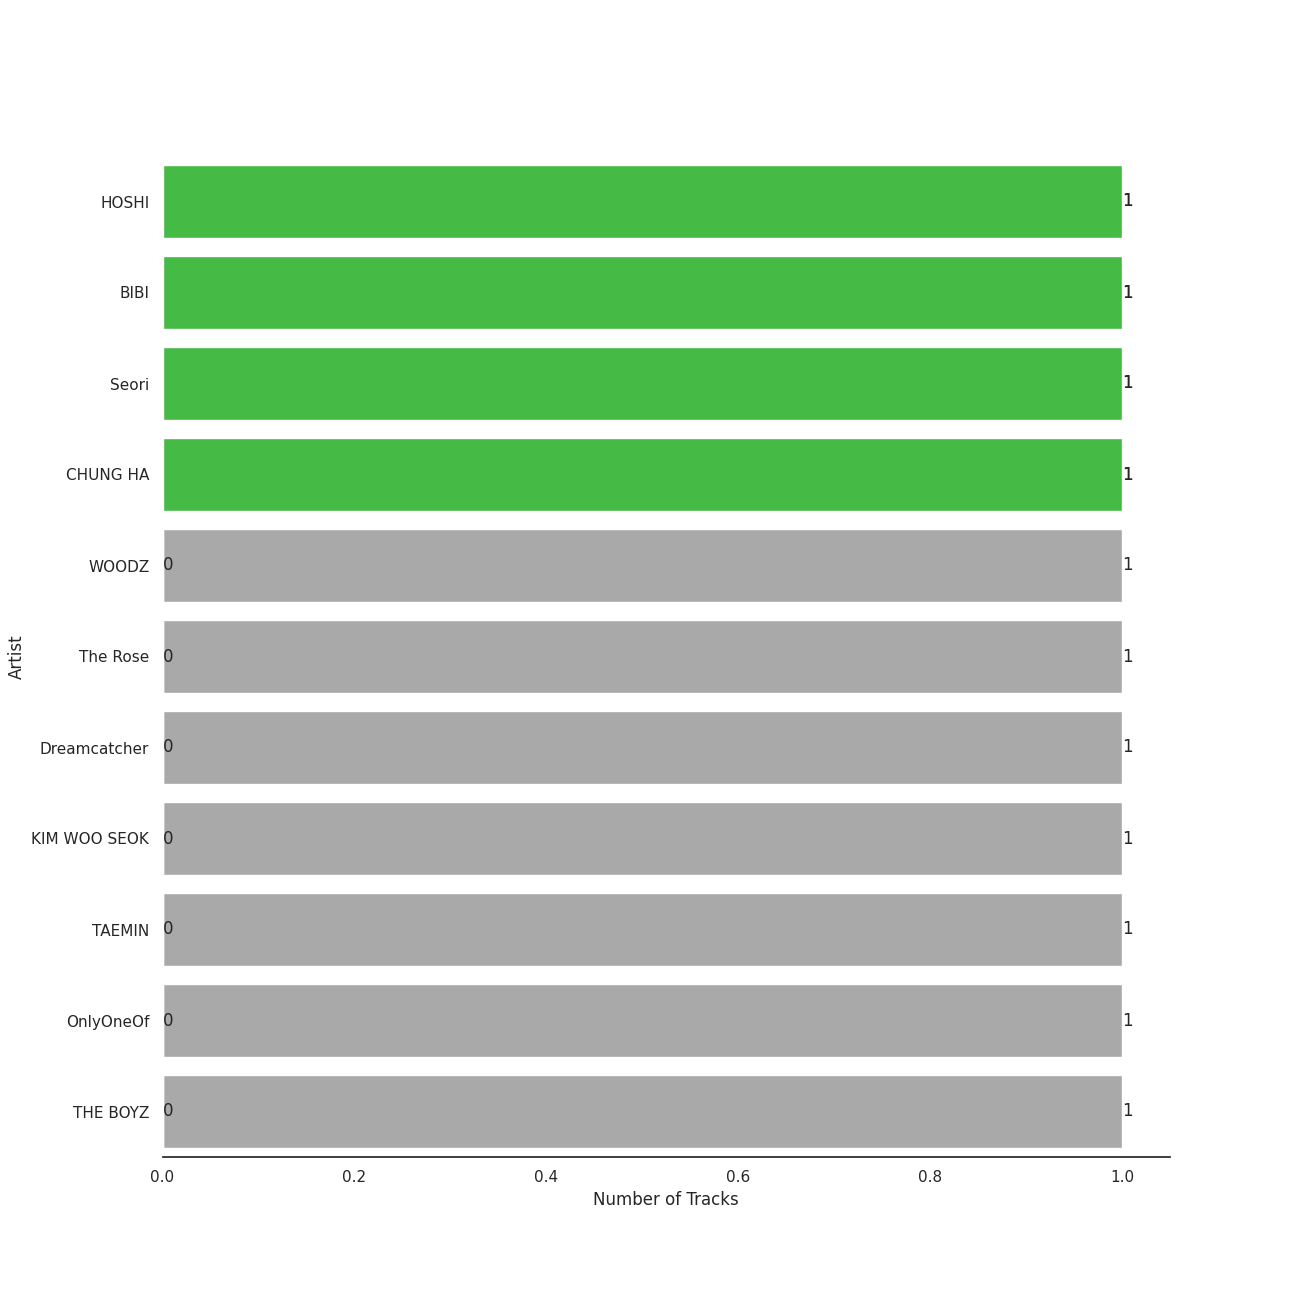 HOSHI 1
BIBI 1
Seori 1
CHUNG HA 1
WOODZ 0 1
The Rose 0 1
Dreamcatcher 0 1
KIM WOO SEOK 0 1
TAEMIN 0 1
OnlyOneOf 0 1
THE BOYZ 0 1
Artist
0.0 0.2 0.4 0.6 0.8 1.0
Number of Tracks